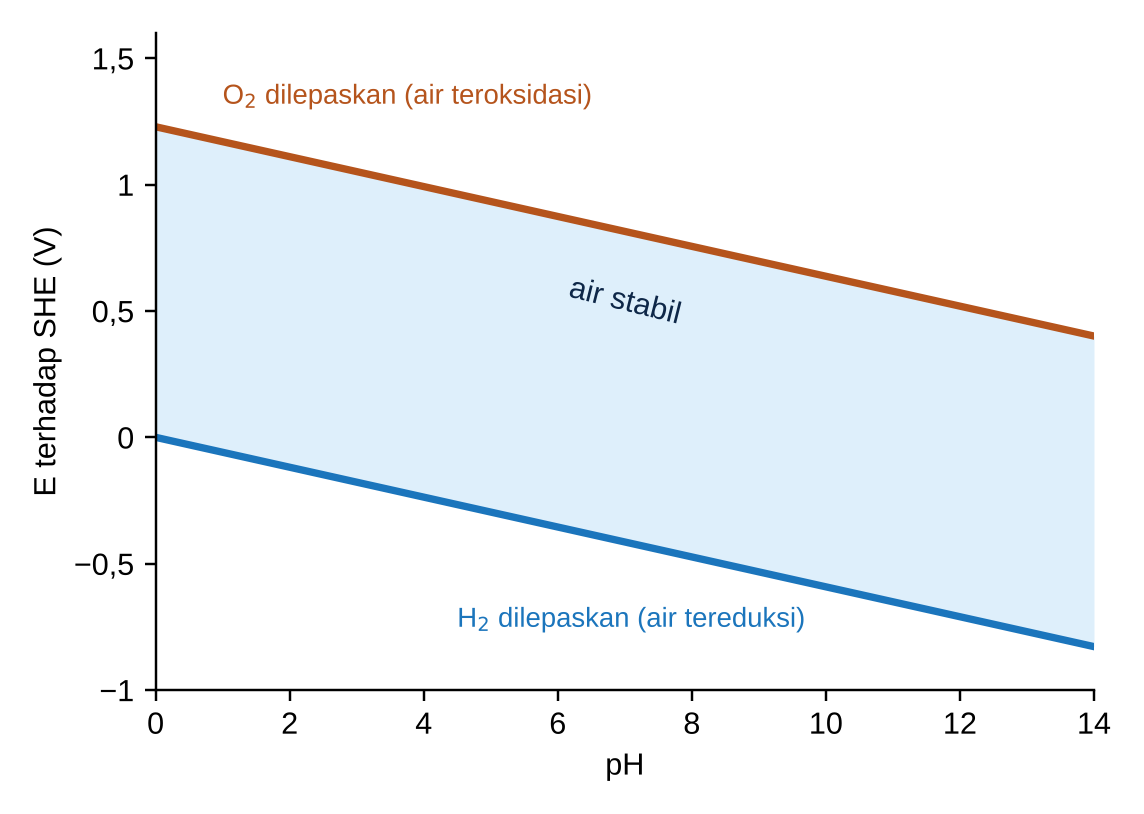 1,5
O₂ dilepaskan (air teroksidasi)
1
air stabil
0,5
E terhadap SHE (V)
0
−0,5
H₂ dilepaskan (air tereduksi)
−1
0 2 4 6 8 10 12 14
pH